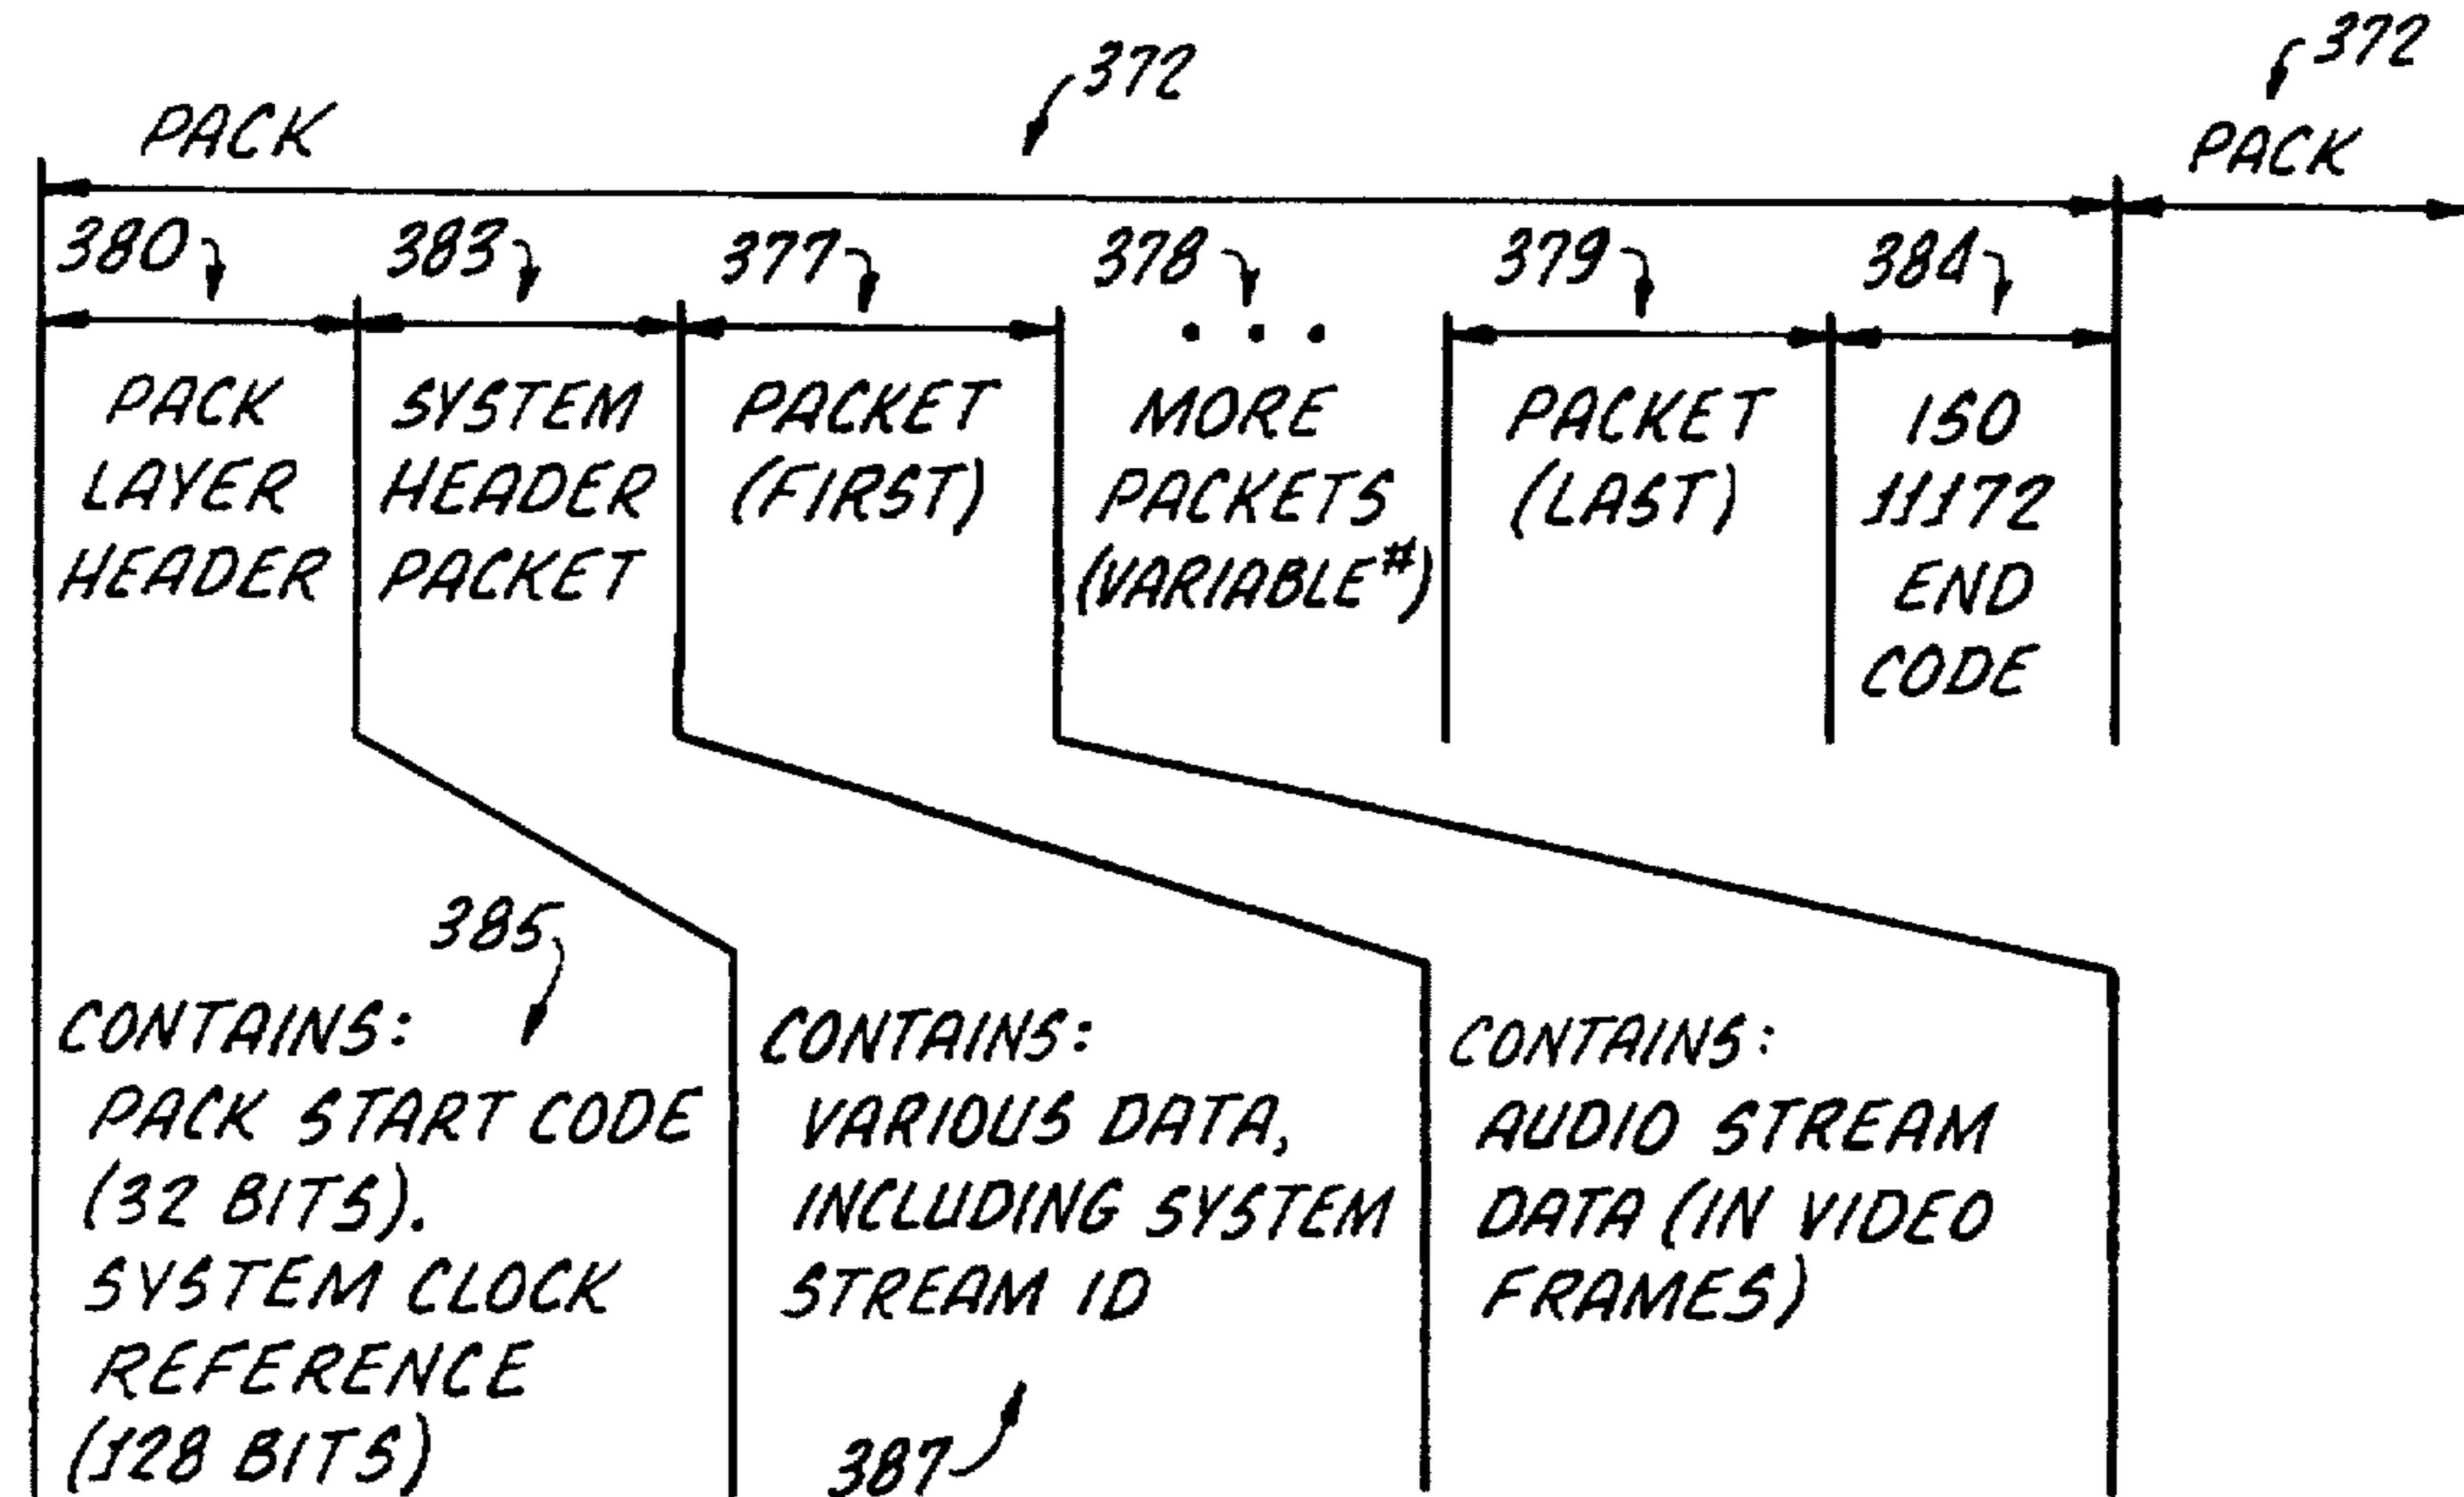 372
372
PACK
PACK
380
383
377
378
379
384
. . .
PACK
LAYER
HEADER
SYSTEM
HEADER
PACKET
PACKET
(FIRST)
MORE
PACKETS
(VARIABLE#)
PACKET
(LAST)
ISO
11172
END
CODE
385
CONTAINS:
PACK START CODE
(32 BITS).
SYSTEM CLOCK
REFERENCE
(128 BITS)
CONTAINS:
VARIOUS DATA,
INCLUDING SYSTEM
STREAM ID
387
CONTAINS:
AUDIO STREAM
DATA (IN VIDEO
FRAMES)